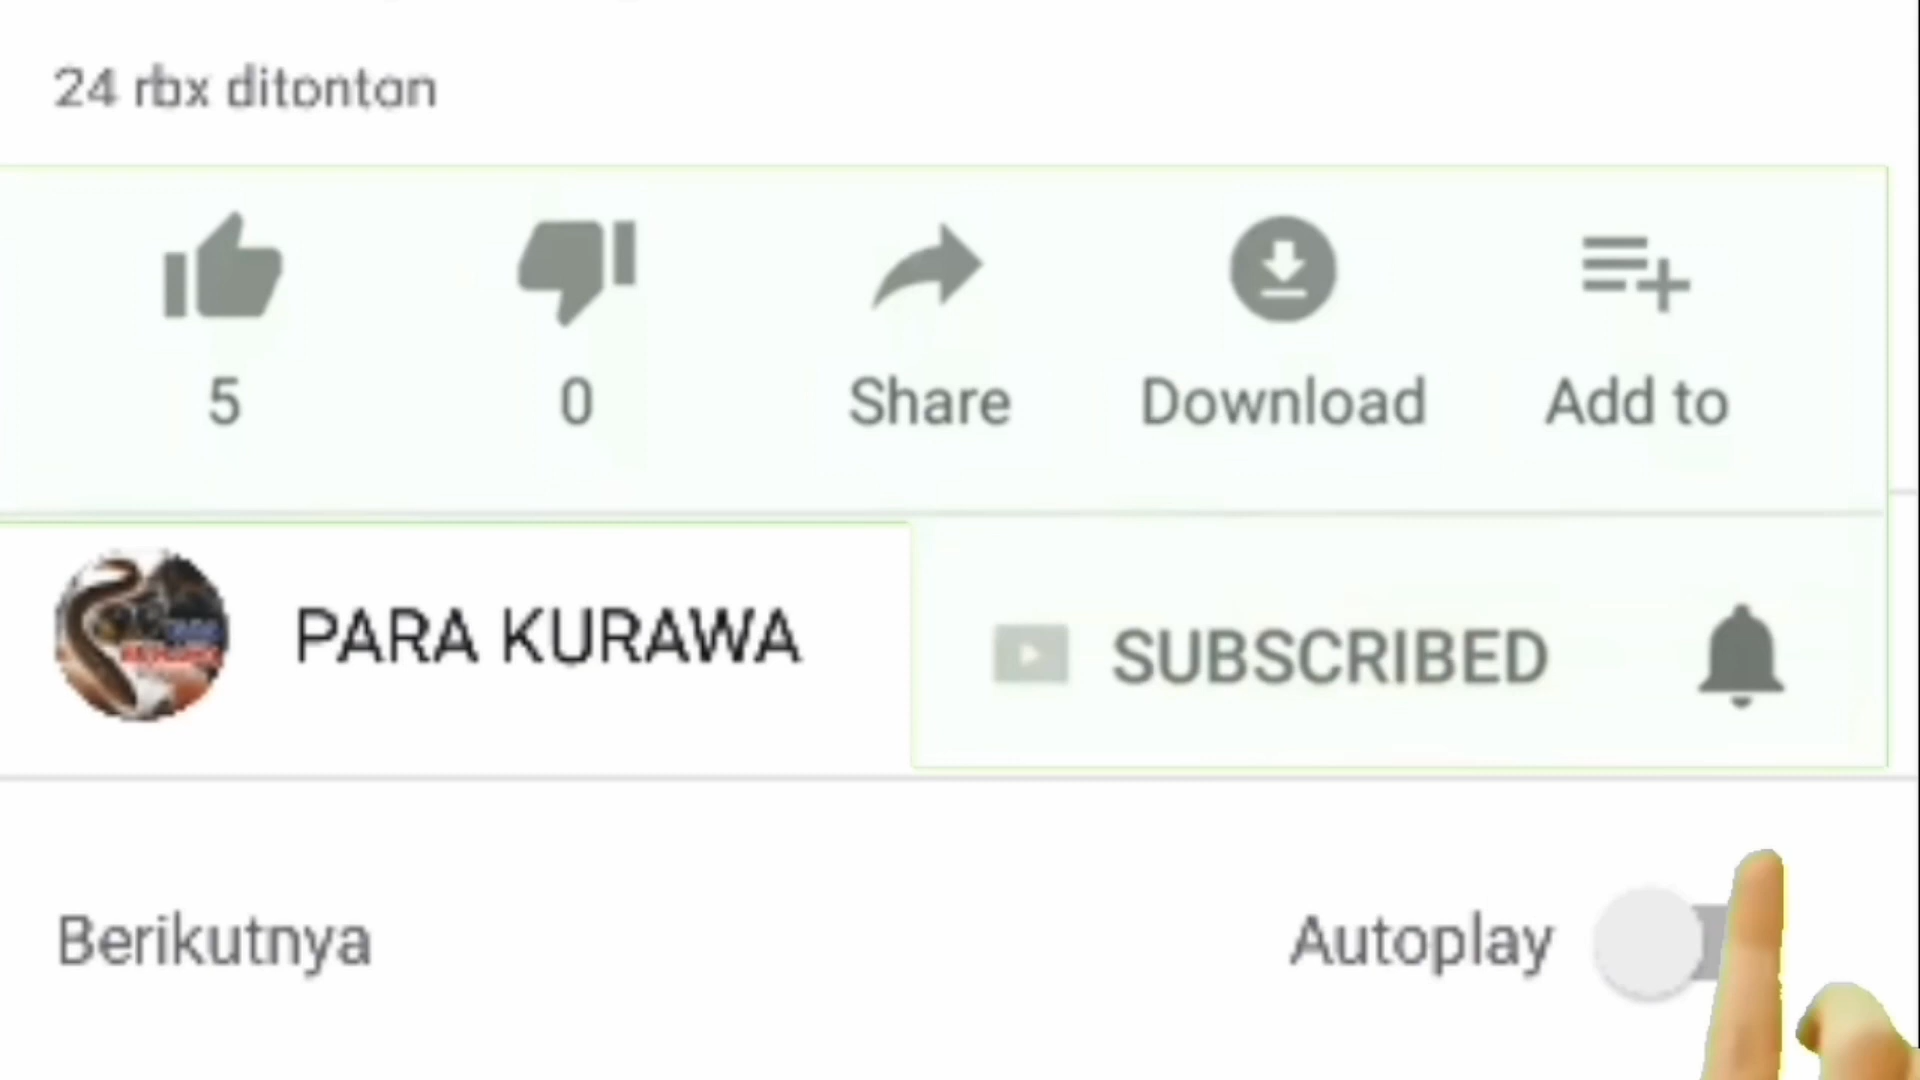 24 rbx ditonton
5 0 Share Download Add to
PARA KURAWA SUBSCRIBED
Berikutnya Autoplay